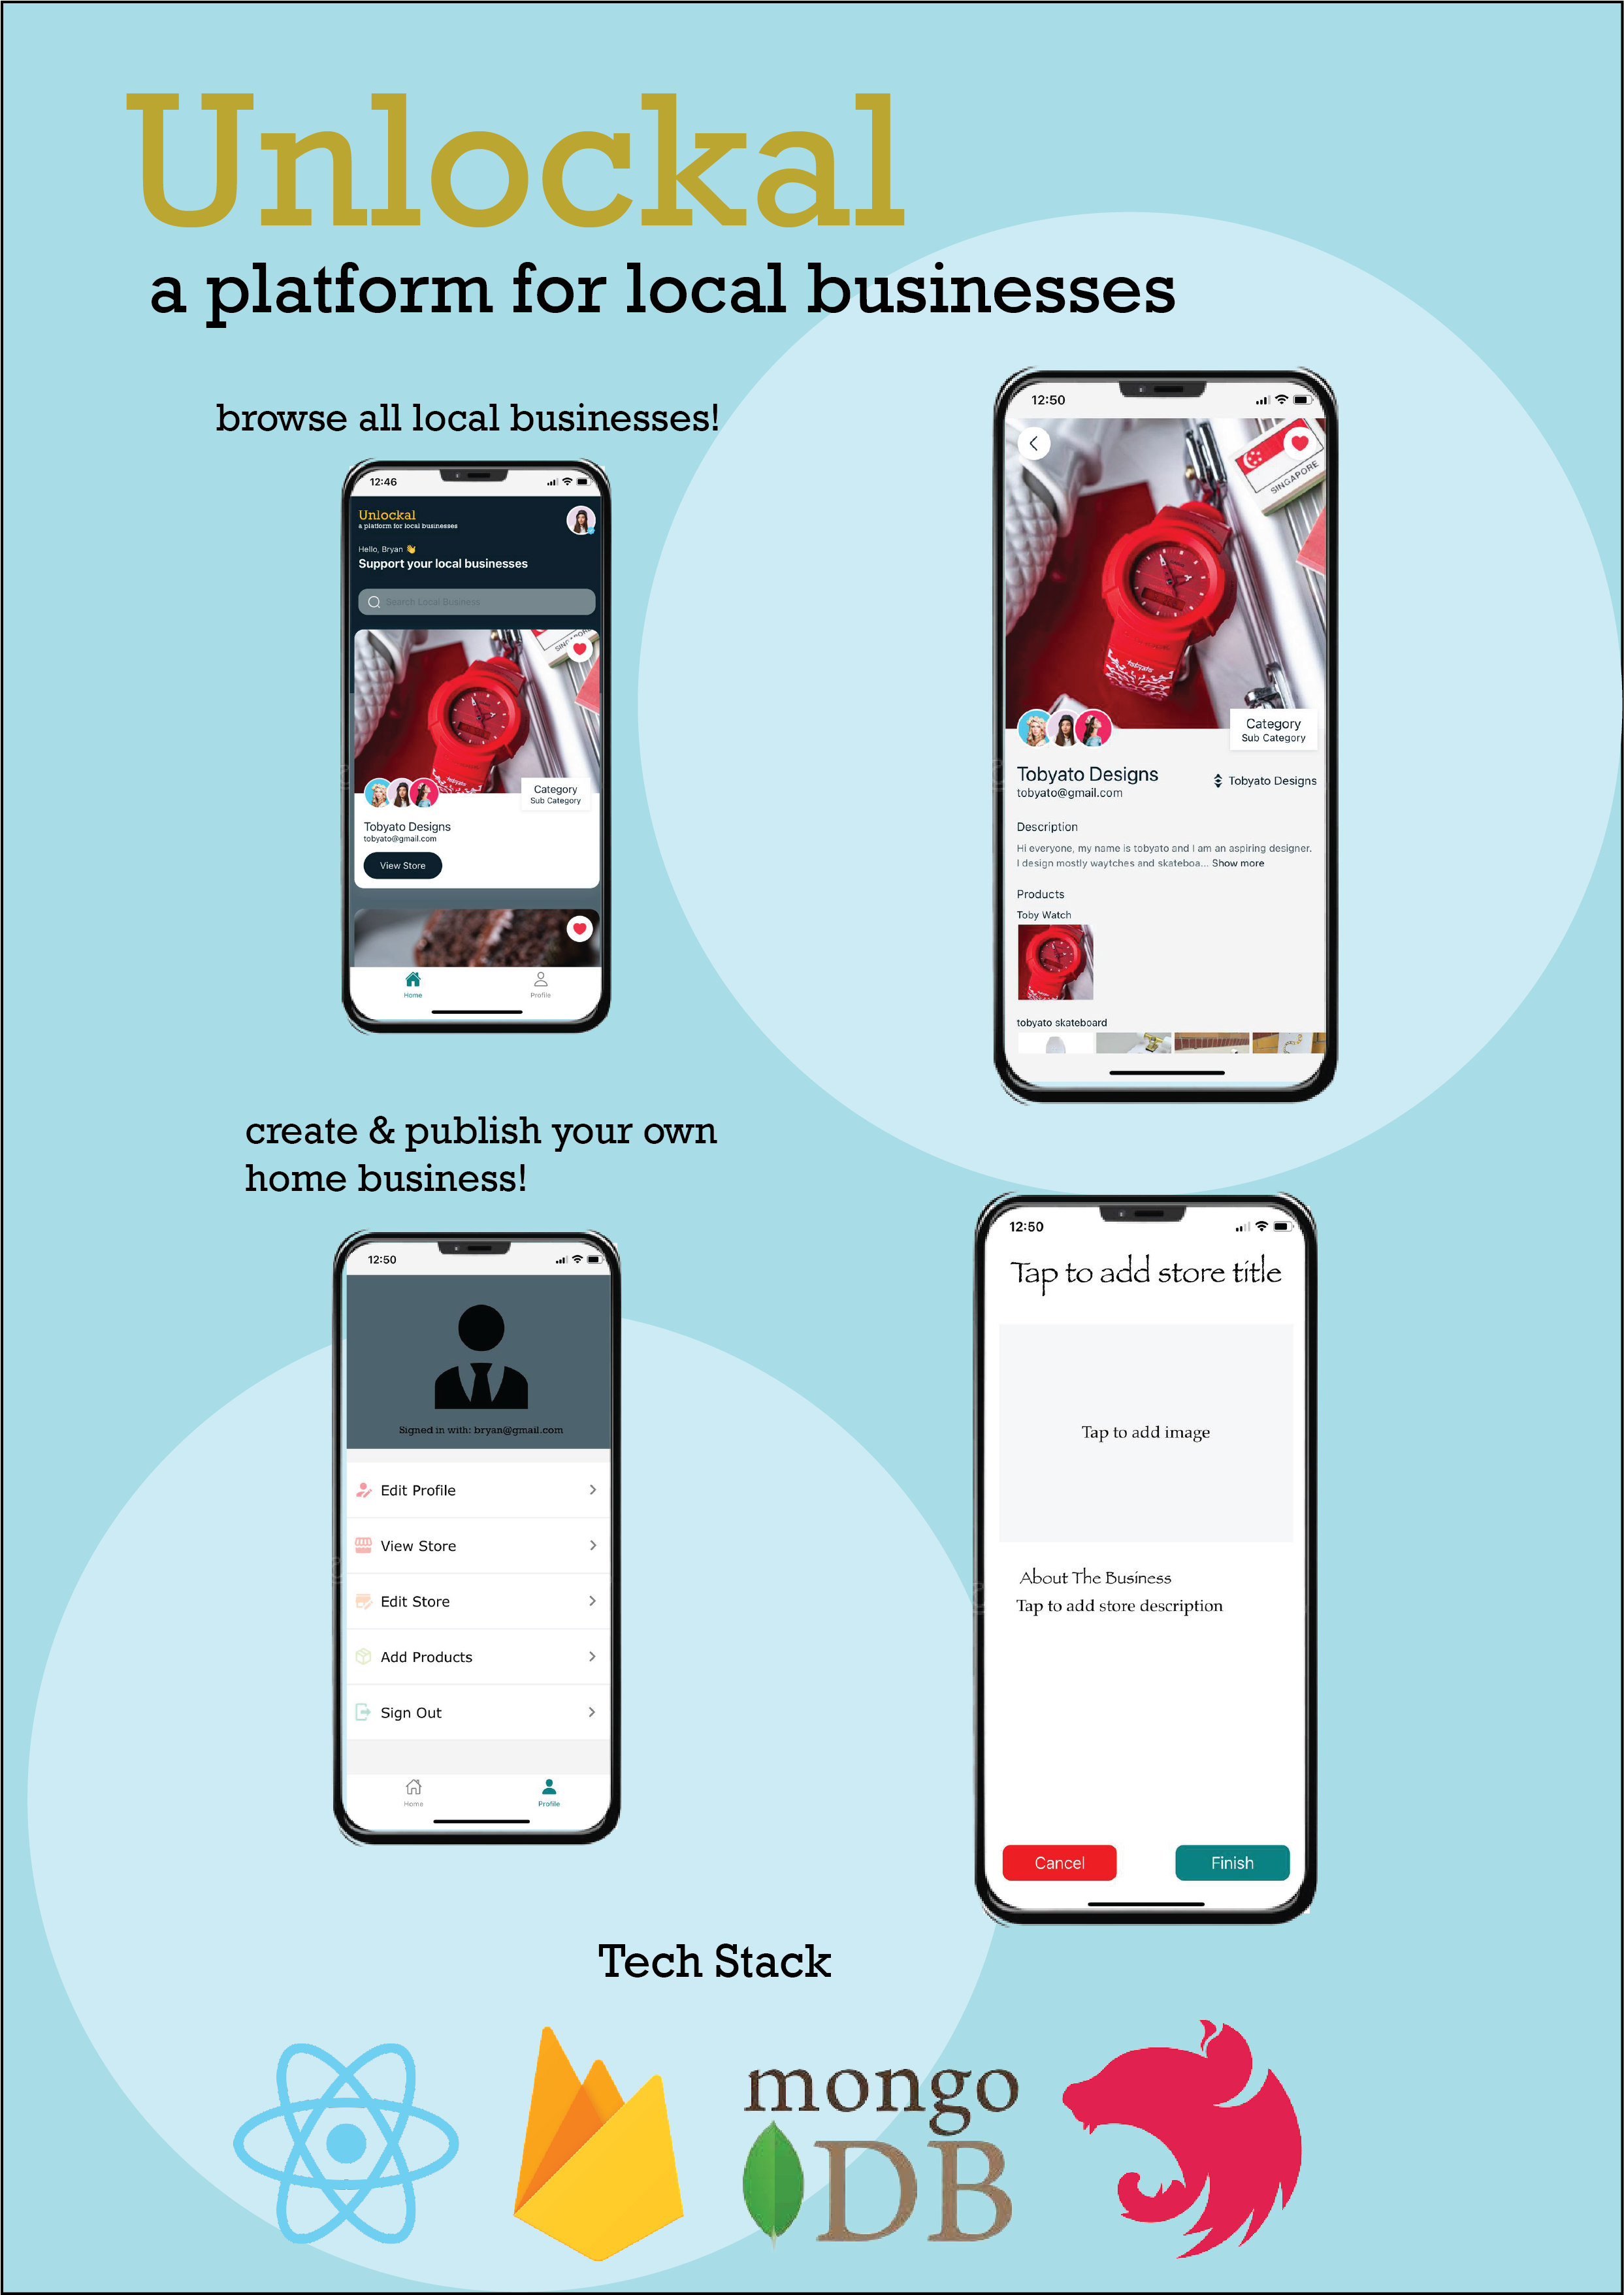 Unlockal
a platform for local businesses
browse all local businesses!
12:46
Unlockal
a platform for local businesses
Hello, Bryan 👋
Support your local businesses
Search Local Business
SINGAPO
tobyato
Category
Sub Category
Tobyato Designs
tobyato@gmail.com
View Store
Home
Profile
12:50
SINGAPORE
tobyato
Category
Sub Category
Tobyato Designs
tobyato@gmail.com
Tobyato Designs
Description
Hi everyone, my name is tobyato and I am an aspiring designer.
I design mostly waytches and skateboa... Show more
Products
Toby Watch
tobyato skateboard
create & publish your own
home business!
12:50
Signed in with: bryan@gmail.com
Edit Profile
View Store
Edit Store
Add Products
Sign Out
Home
Profile
12:50
Tap to add store title
Tap to add image
About The Business
Tap to add store description
Cancel
Finish
Tech Stack
mongo
DB